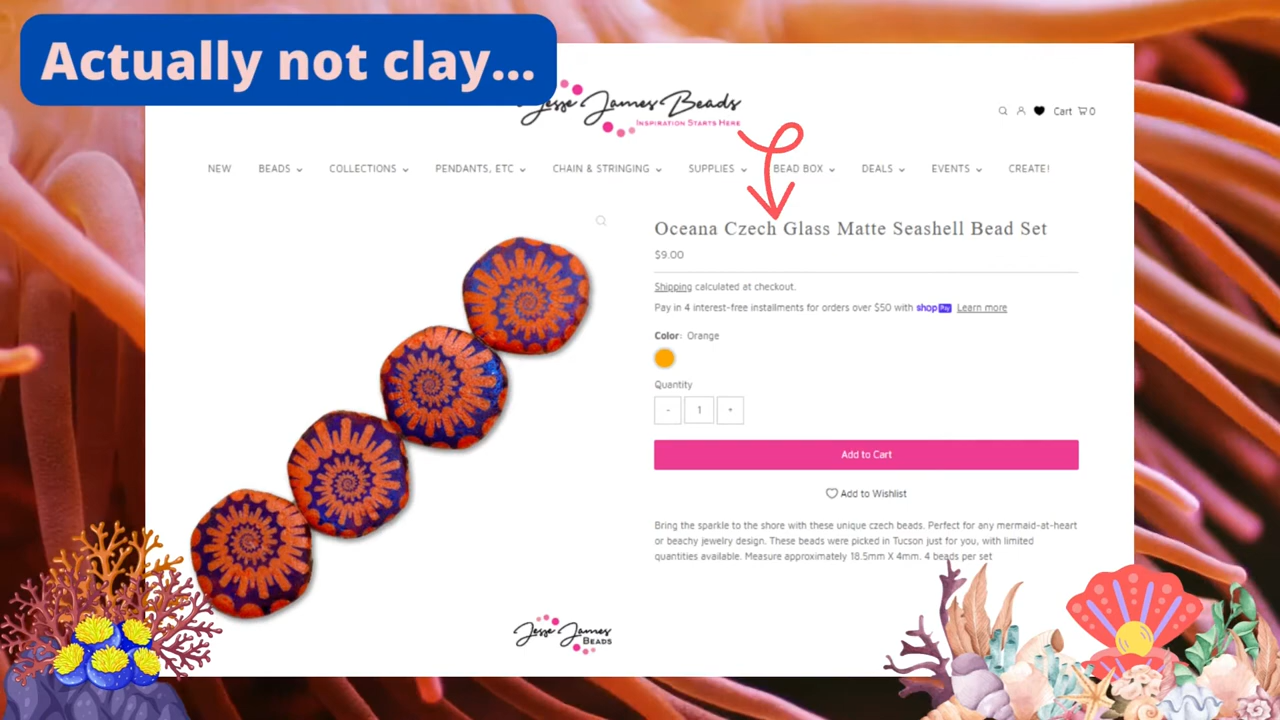 Actually not clay...
Jesse James Beads
INSPIRATION STARTS HERE
Cart 0
NEW BEADS COLLECTIONS PENDANTS, ETC CHAIN & STRINGING SUPPLIES BEAD BOX DEALS EVENTS CREATE!
Oceana Czech Glass Matte Seashell Bead Set
$9.00
Shipping calculated at checkout.
Pay in 4 interest-free installments for orders over $50 with shop Pay Learn more
Color: Orange
Quantity
- 1 +
Add to Cart
Add to Wishlist
Bring the sparkle to the shore with these unique czech beads. Perfect for any mermaid-at-heart
or beachy jewelry design. These beads were picked in Tucson just for you, with limited
quantities available. Measure approximately 18.5mm X 4mm. 4 beads per set
Jesse James
BEADS